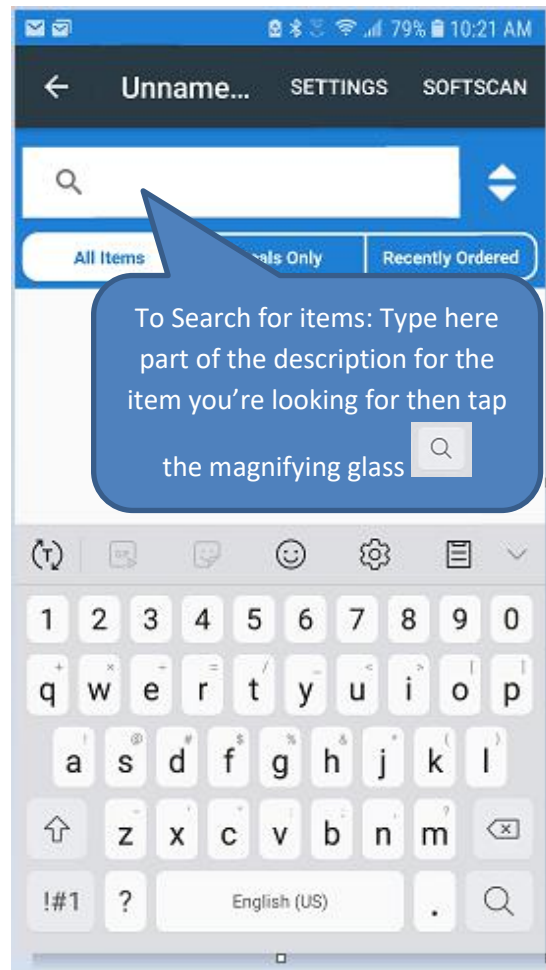 79% 10:21 AM
Unname... SETTINGS SOFTSCAN
All Items als Only Recently Ordered
To Search for items: Type here
part of the description for the
item you’re looking for then tap
the magnifying glass
T
1 2 3 4 5 6 7 8 9 0
q w e r t y u i o p
a s d f g h j k l
z x c v b n m
!#1 ? English (US) .